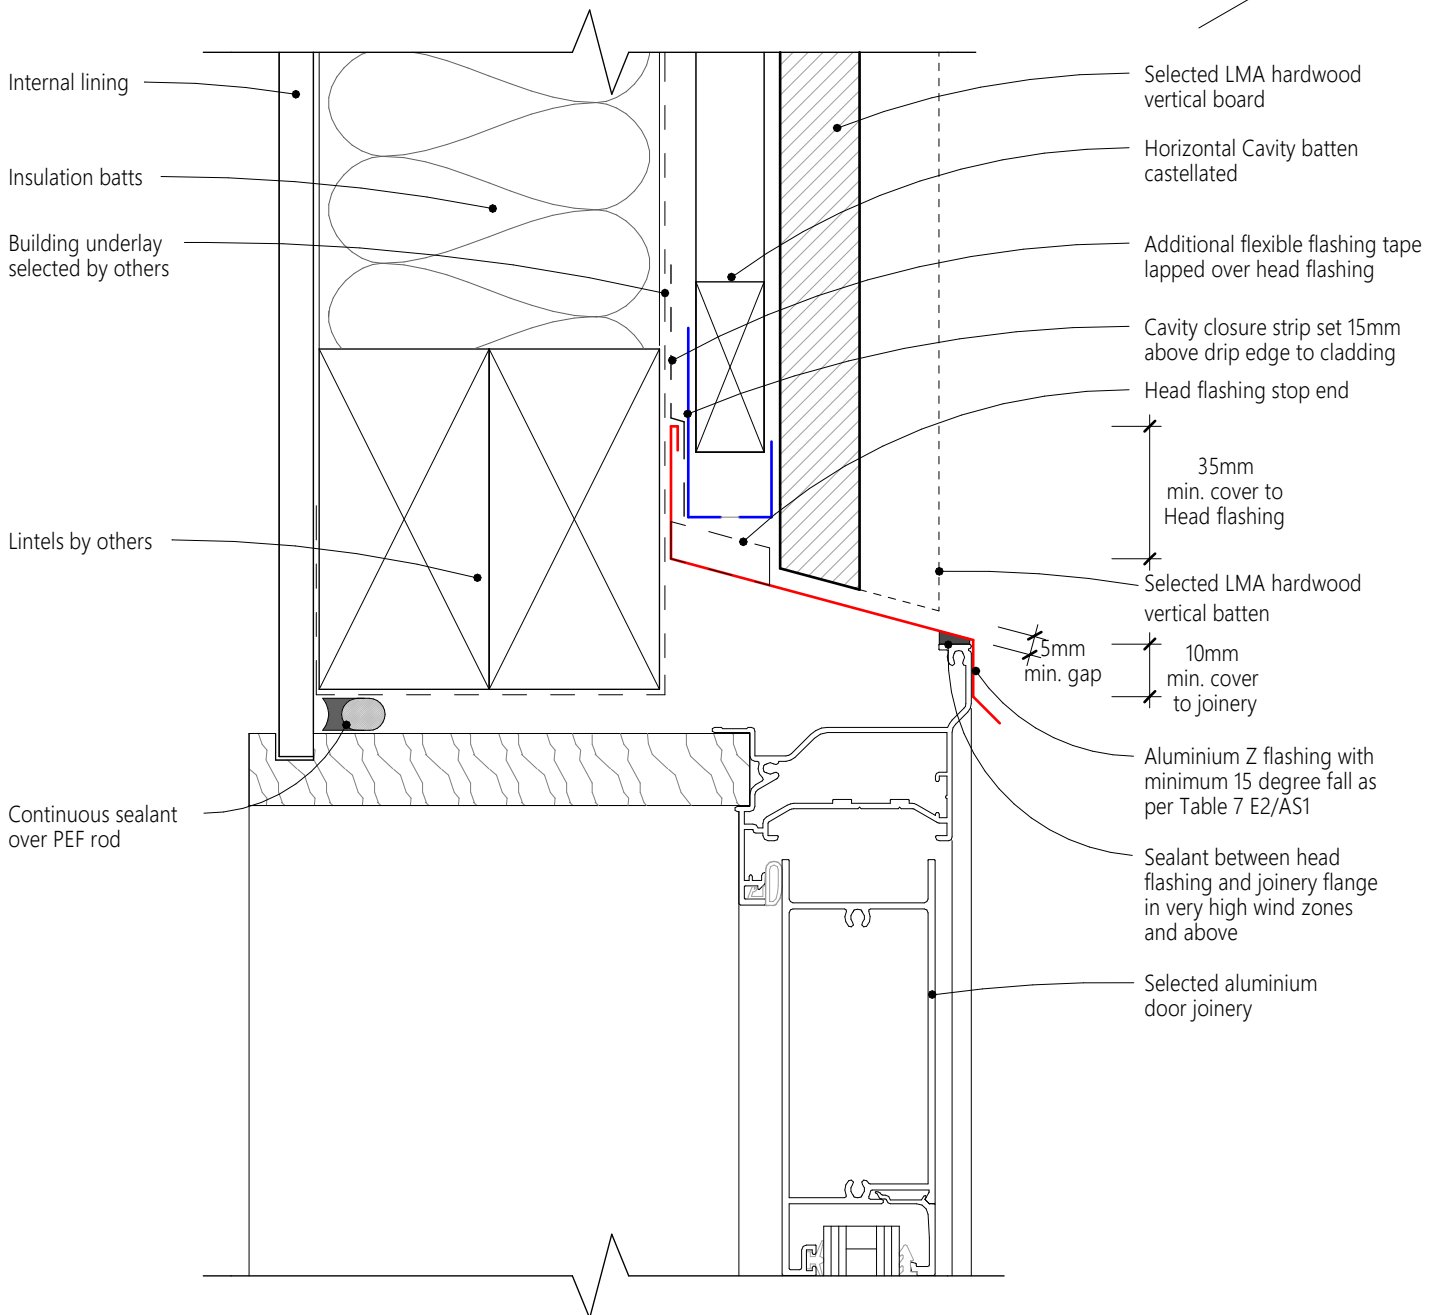 Internal lining
Insulation batts
Building underlay
selected by others
Lintels by others
Continuous sealant
over PEF rod
Selected LMA hardwood
vertical board
Horizontal Cavity batten
castellated
Additional flexible flashing tape
lapped over head flashing
Cavity closure strip set 15mm
above drip edge to cladding
Head flashing stop end
35mm
min. cover to
Head flashing
Selected LMA hardwood
vertical batten
5mm
min. gap
10mm
min. cover
to joinery
Aluminium Z flashing with
minimum 15 degree fall as
per Table 7 E2/AS1
Sealant between head
flashing and joinery flange
in very high wind zones
and above
Selected aluminium
door joinery